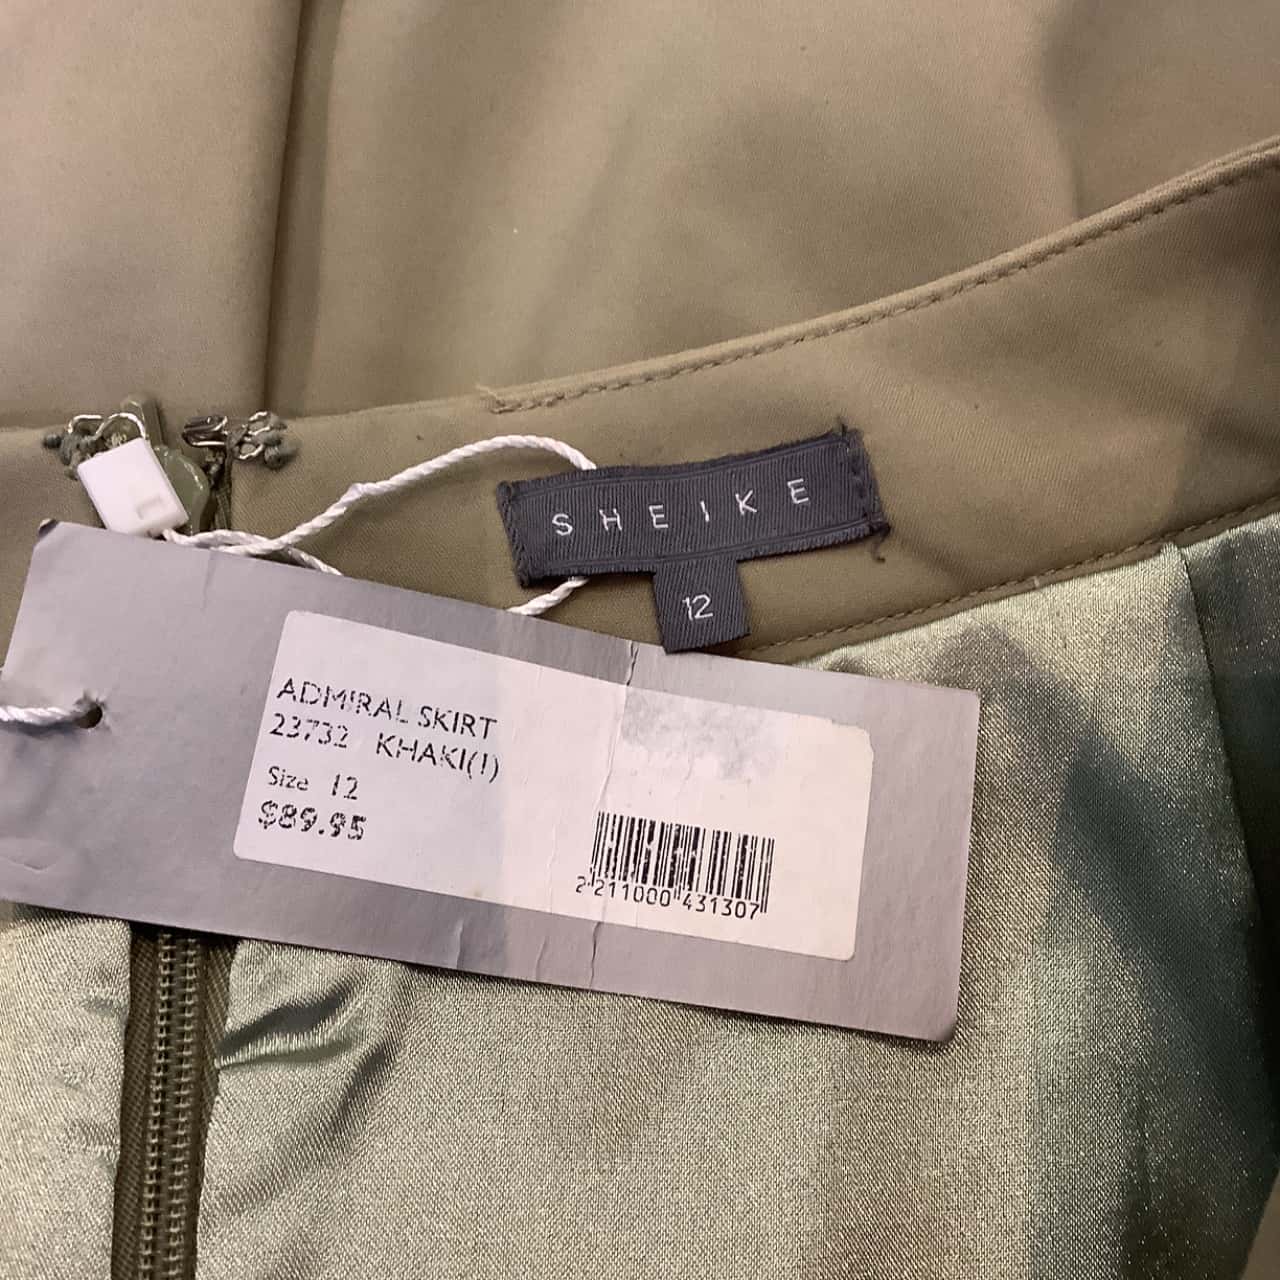 SHEIKE
12
ADMIRAL SKIRT
23732 KHAKI(1)
Size 12
$89.95
2 211000 431307